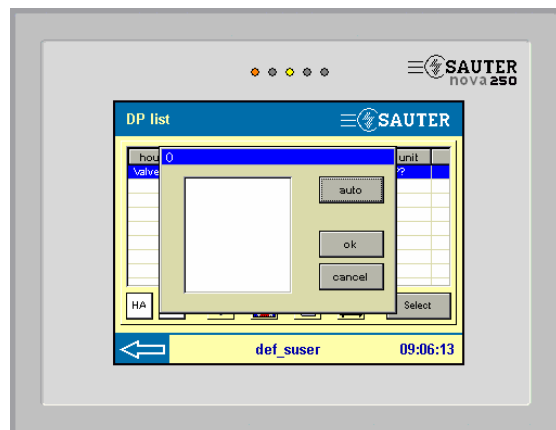 SAUTER
nova 250
DP list
SAUTER
hou
0
unit
Valve
??
auto
ok
cancel
HA
Select
def_suser
09:06:13